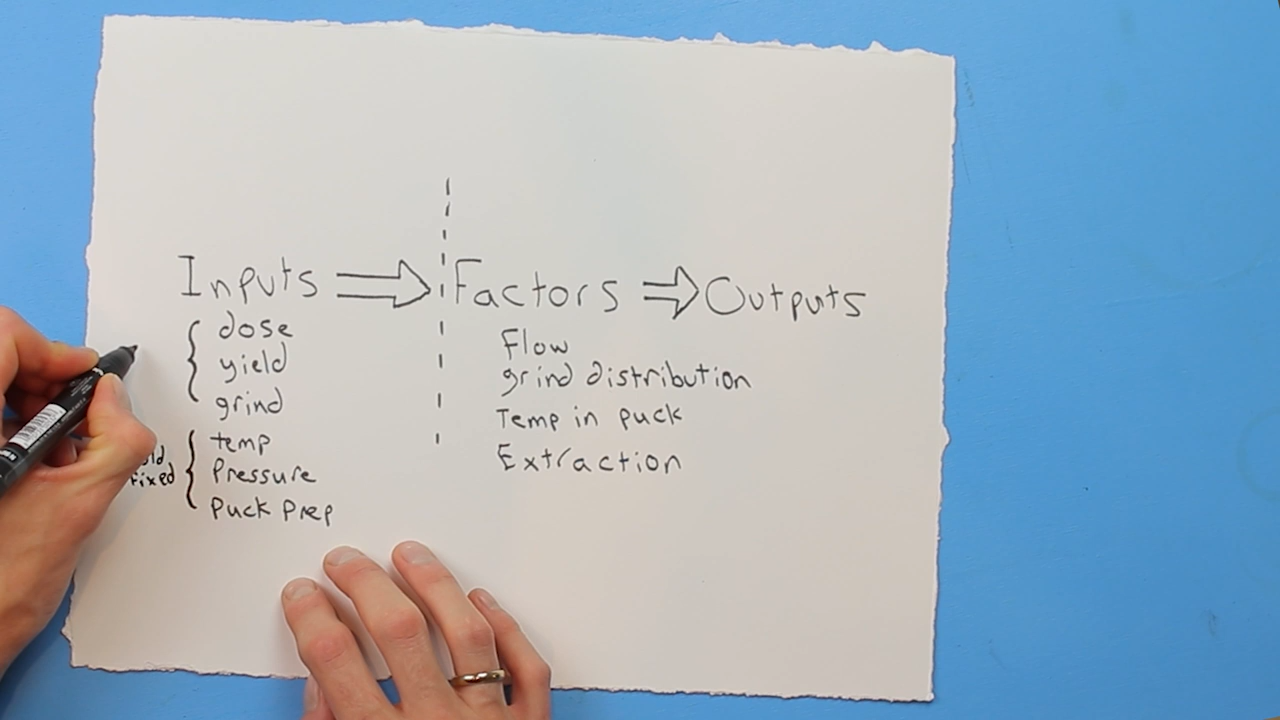 Inputs Factors Outputs
dose
yield
grind
temp
Pressure
Puck Prep
fixed
Flow
grind distribution
Temp in puck
Extraction